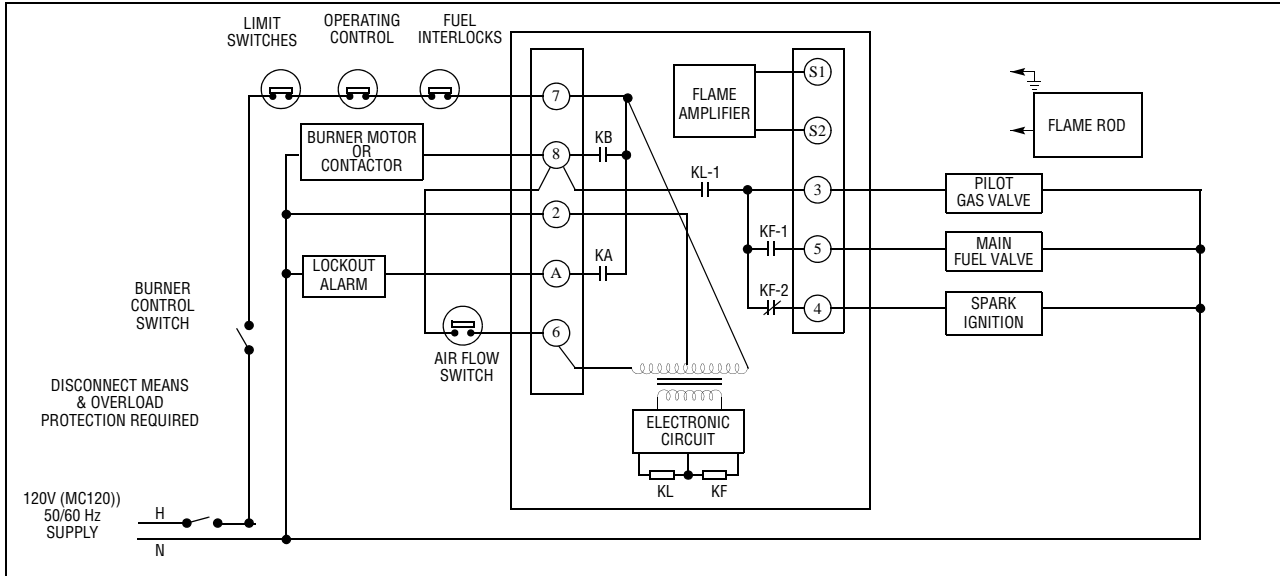 LIMIT
SWITCHES
OPERATING
CONTROL
FUEL
INTERLOCKS
7
BURNER MOTOR
OR
CONTACTOR
8
KB
2
LOCKOUT
ALARM
A
KA
6
AIR FLOW
SWITCH
BURNER
CONTROL
SWITCH
DISCONNECT MEANS
& OVERLOAD
PROTECTION REQUIRED
120V (MC120))
50/60 Hz
SUPPLY
H
N
FLAME
AMPLIFIER
S1
S2
KL-1
3
KF-1
5
KF-2
4
ELECTRONIC
CIRCUIT
KL
KF
FLAME ROD
PILOT
GAS VALVE
MAIN
FUEL VALVE
SPARK
IGNITION